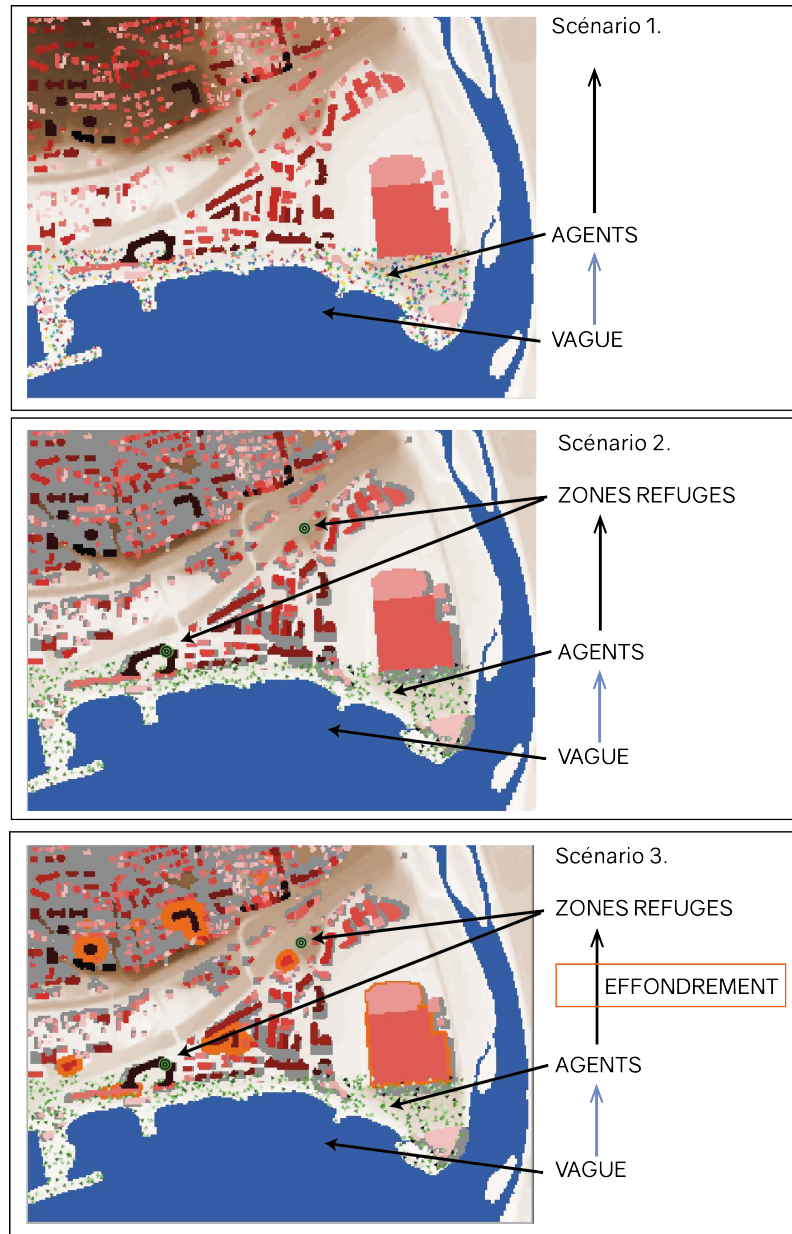 Scénario 1.
AGENTS
VAGUE
Scénario 2.
ZONES REFUGES
AGENTS
VAGUE
Scénario 3.
ZONES REFUGES
EFFONDREMENT
AGENTS
VAGUE